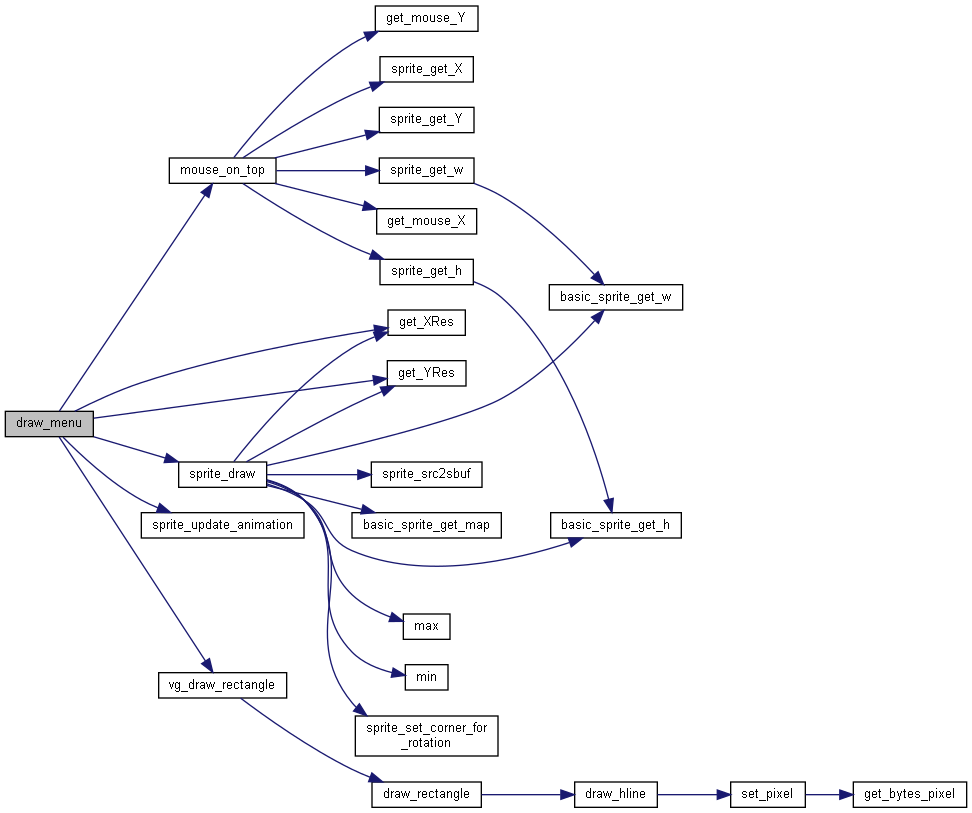 get_mouse_Y
sprite_get_X
sprite_get_Y
mouse_on_top
sprite_get_w
get_mouse_X
sprite_get_h
basic_sprite_get_w
get_XRes
get_YRes
draw_menu
sprite_draw
sprite_src2sbuf
sprite_update_animation
basic_sprite_get_map
basic_sprite_get_h
max
min
vg_draw_rectangle
sprite_set_corner_for
_rotation
draw_rectangle
draw_hline
set_pixel
get_bytes_pixel